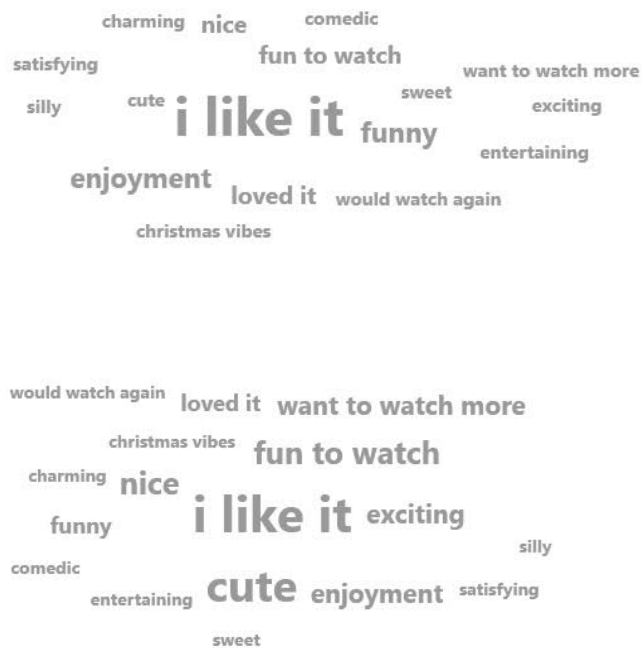 charming nice comedic
fun to watch
satisfying want to watch more
silly cute i like it sweet exciting
funny
entertaining
enjoyment
loved it would watch again
christmas vibes
would watch again loved it want to watch more
christmas vibes fun to watch
charming nice
i like it exciting
funny
silly
comedic
entertaining cute enjoyment satisfying
sweet